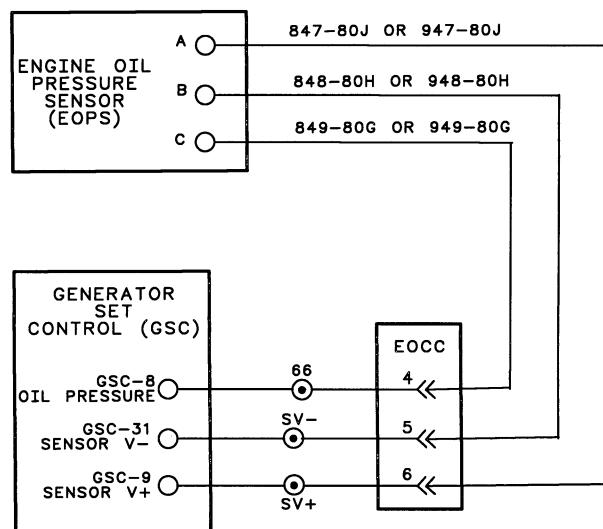 A
847-80J OR 947-80J
ENGINE OIL
PRESSURE
SENSOR
(EOPS)
B
848-80H OR 948-80H
C
849-80G OR 949-80G
GENERATOR
SET
CONTROL (GSC)
EOCC
GSC-8
OIL PRESSURE
66
4
GSC-31
SENSOR V-
SV-
5
GSC-9
SENSOR V+
SV+
6